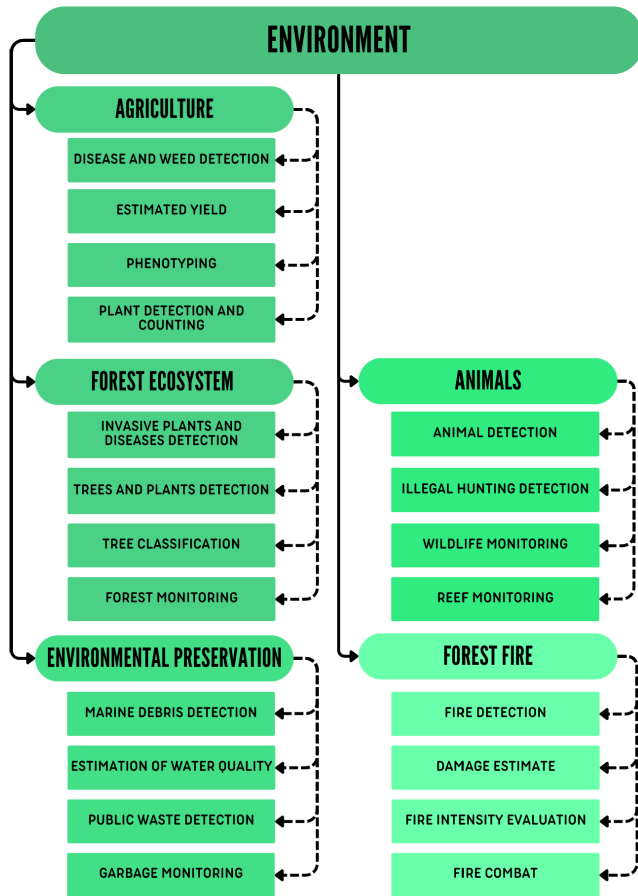 ENVIRONMENT
AGRICULTURE
DISEASE AND WEED DETECTION
ESTIMATED YIELD
PHENOTYPING
PLANT DETECTION AND
COUNTING
FOREST ECOSYSTEM
INVASIVE PLANTS AND
DISEASES DETECTION
TREES AND PLANTS DETECTION
TREE CLASSIFICATION
FOREST MONITORING
ENVIRONMENTAL PRESERVATION
MARINE DEBRIS DETECTION
ESTIMATION OF WATER QUALITY
PUBLIC WASTE DETECTION
GARBAGE MONITORING
ANIMALS
ANIMAL DETECTION
ILLEGAL HUNTING DETECTION
WILDLIFE MONITORING
REEF MONITORING
FOREST FIRE
FIRE DETECTION
DAMAGE ESTIMATE
FIRE INTENSITY EVALUATION
FIRE COMBAT